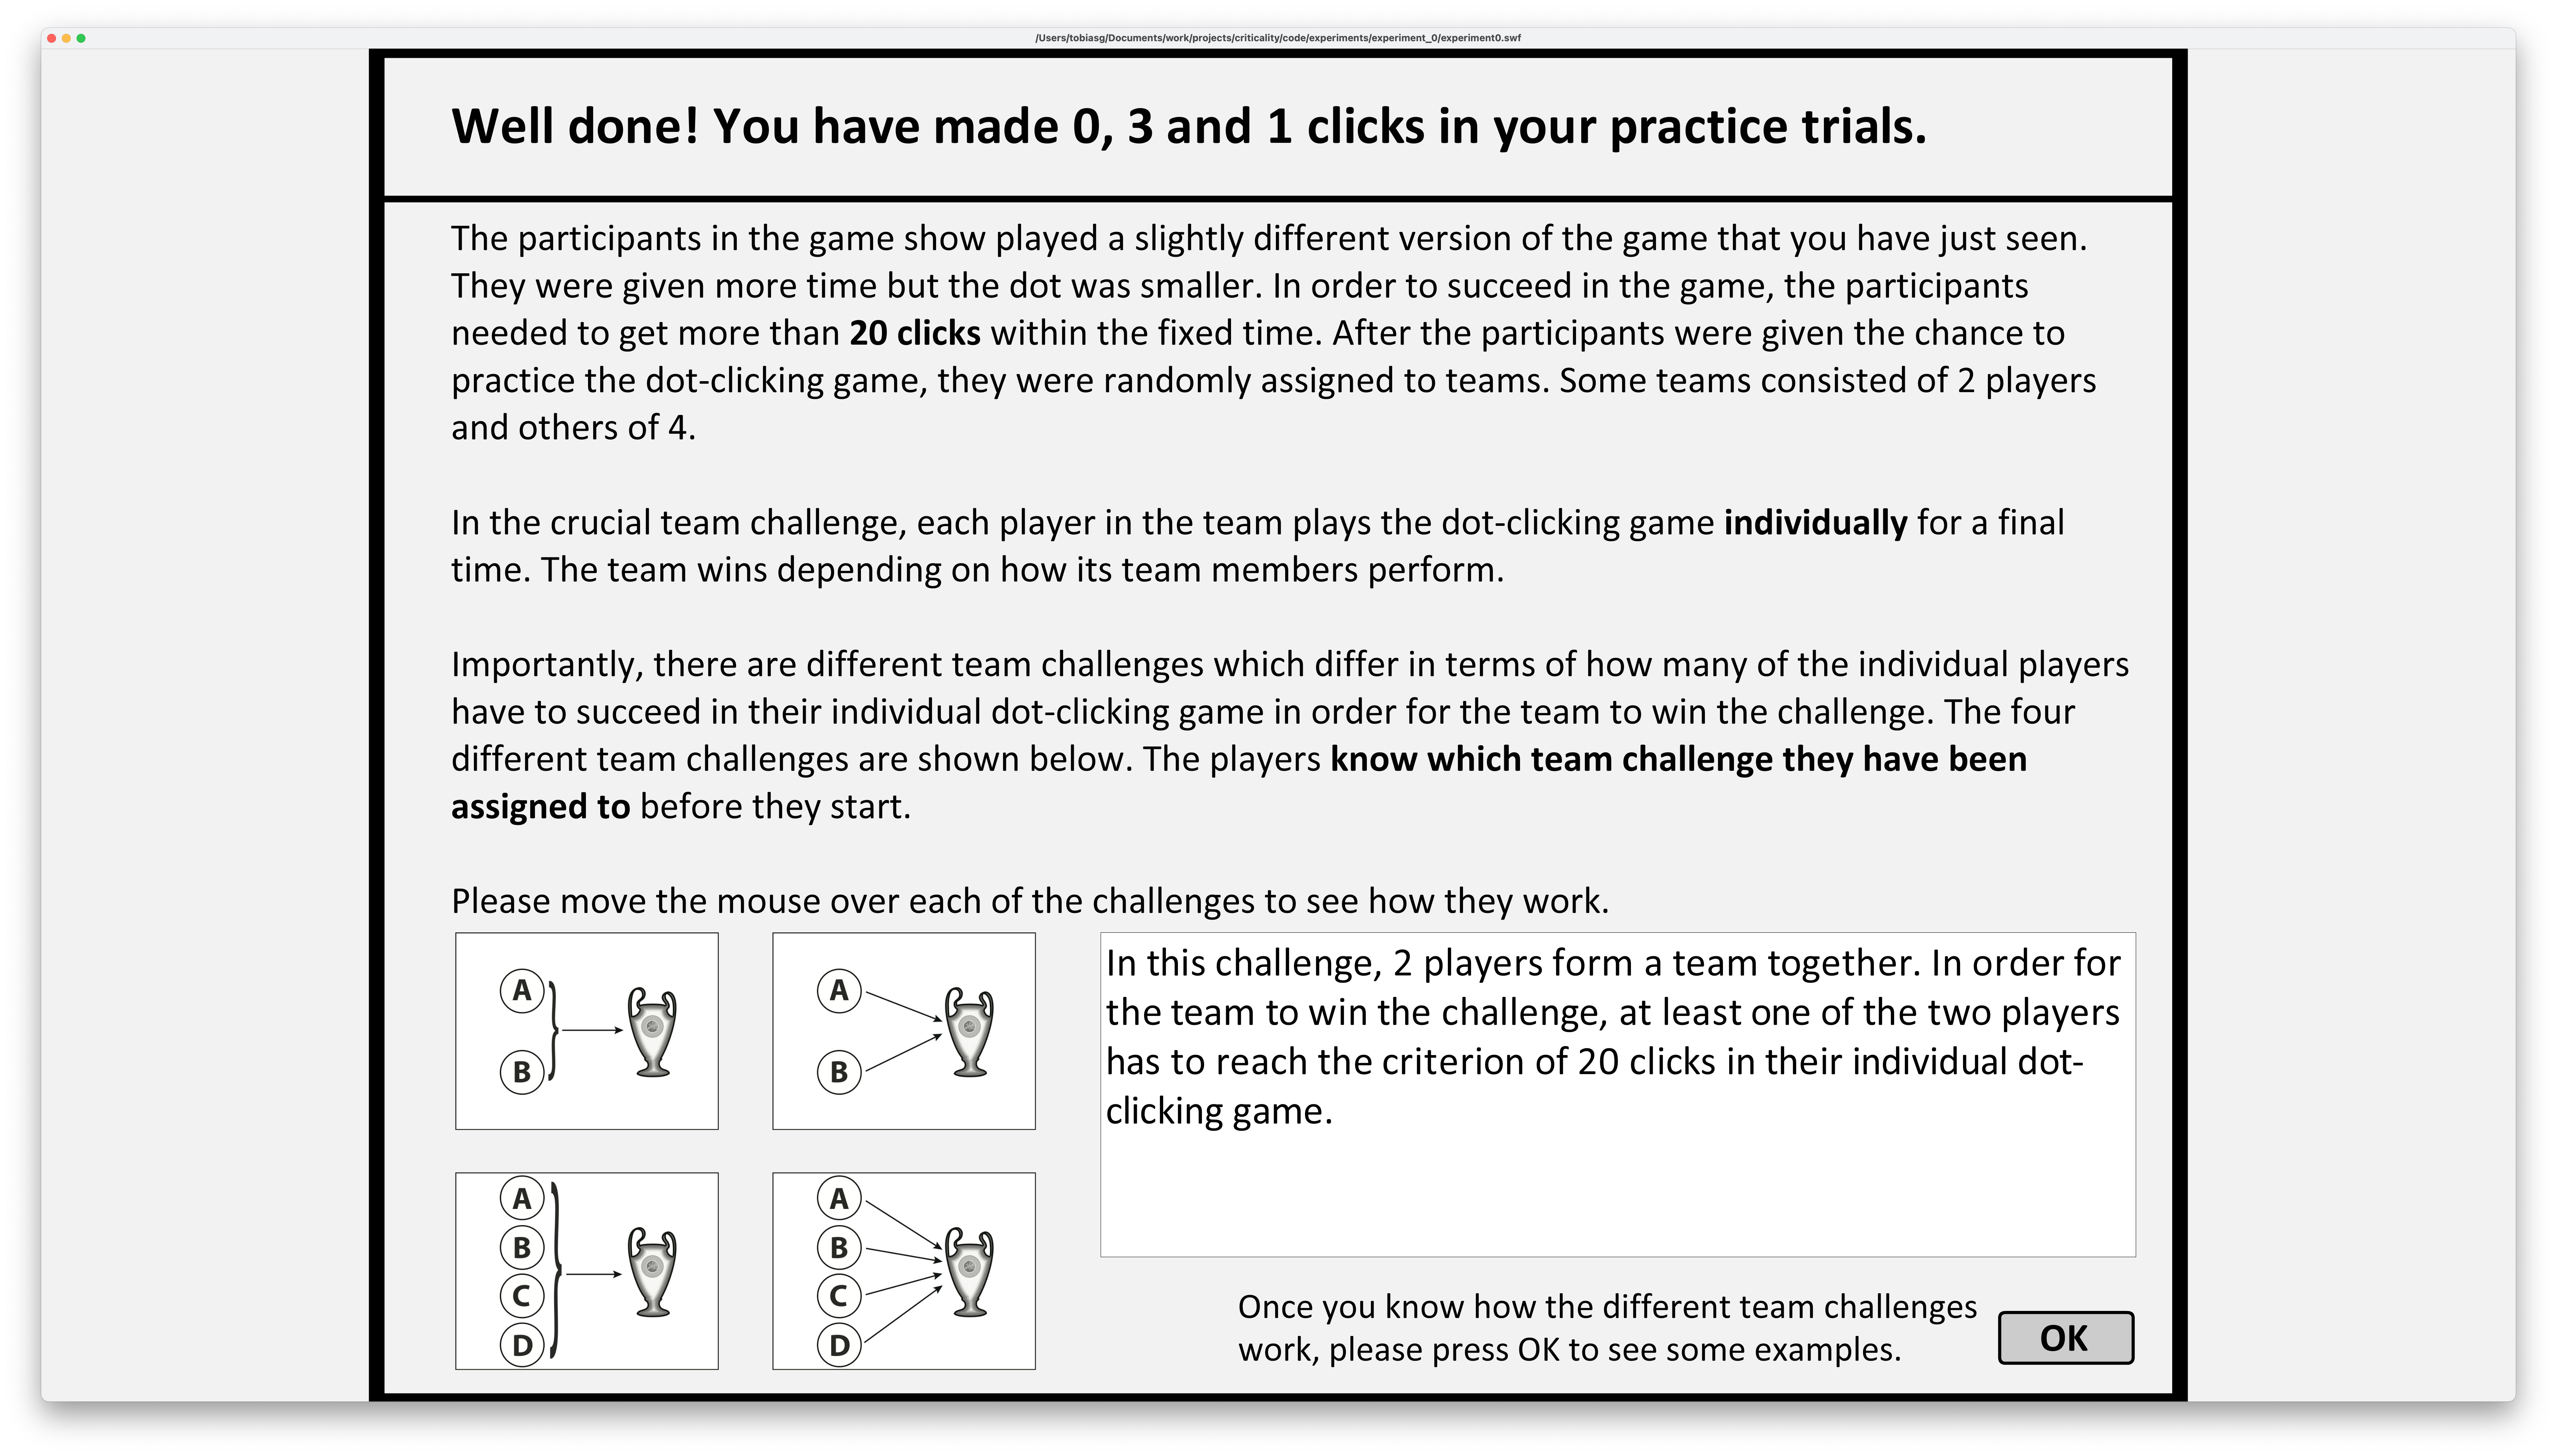 /Users/tobiasg/Documents/work/projects/criticality/code/experiments/experiment_0/experiment0.swf
Well done! You have made 0, 3 and 1 clicks in your practice trials.
The participants in the game show played a slightly different version of the game that you have just seen.
They were given more time but the dot was smaller. In order to succeed in the game, the participants
needed to get more than 20 clicks within the fixed time. After the participants were given the chance to
practice the dot-clicking game, they were randomly assigned to teams. Some teams consisted of 2 players
and others of 4.
In the crucial team challenge, each player in the team plays the dot-clicking game individually for a final
time. The team wins depending on how its team members perform.
Importantly, there are different team challenges which differ in terms of how many of the individual players
have to succeed in their individual dot-clicking game in order for the team to win the challenge. The four
different team challenges are shown below. The players know which team challenge they have been
assigned to before they start.
Please move the mouse over each of the challenges to see how they work.
A
B
A
B
In this challenge, 2 players form a team together. In order for
the team to win the challenge, at least one of the two players
has to reach the criterion of 20 clicks in their individual dot-
clicking game.
A
B
C
D
A
B
C
D
Once you know how the different team challenges
work, please press OK to see some examples.
OK